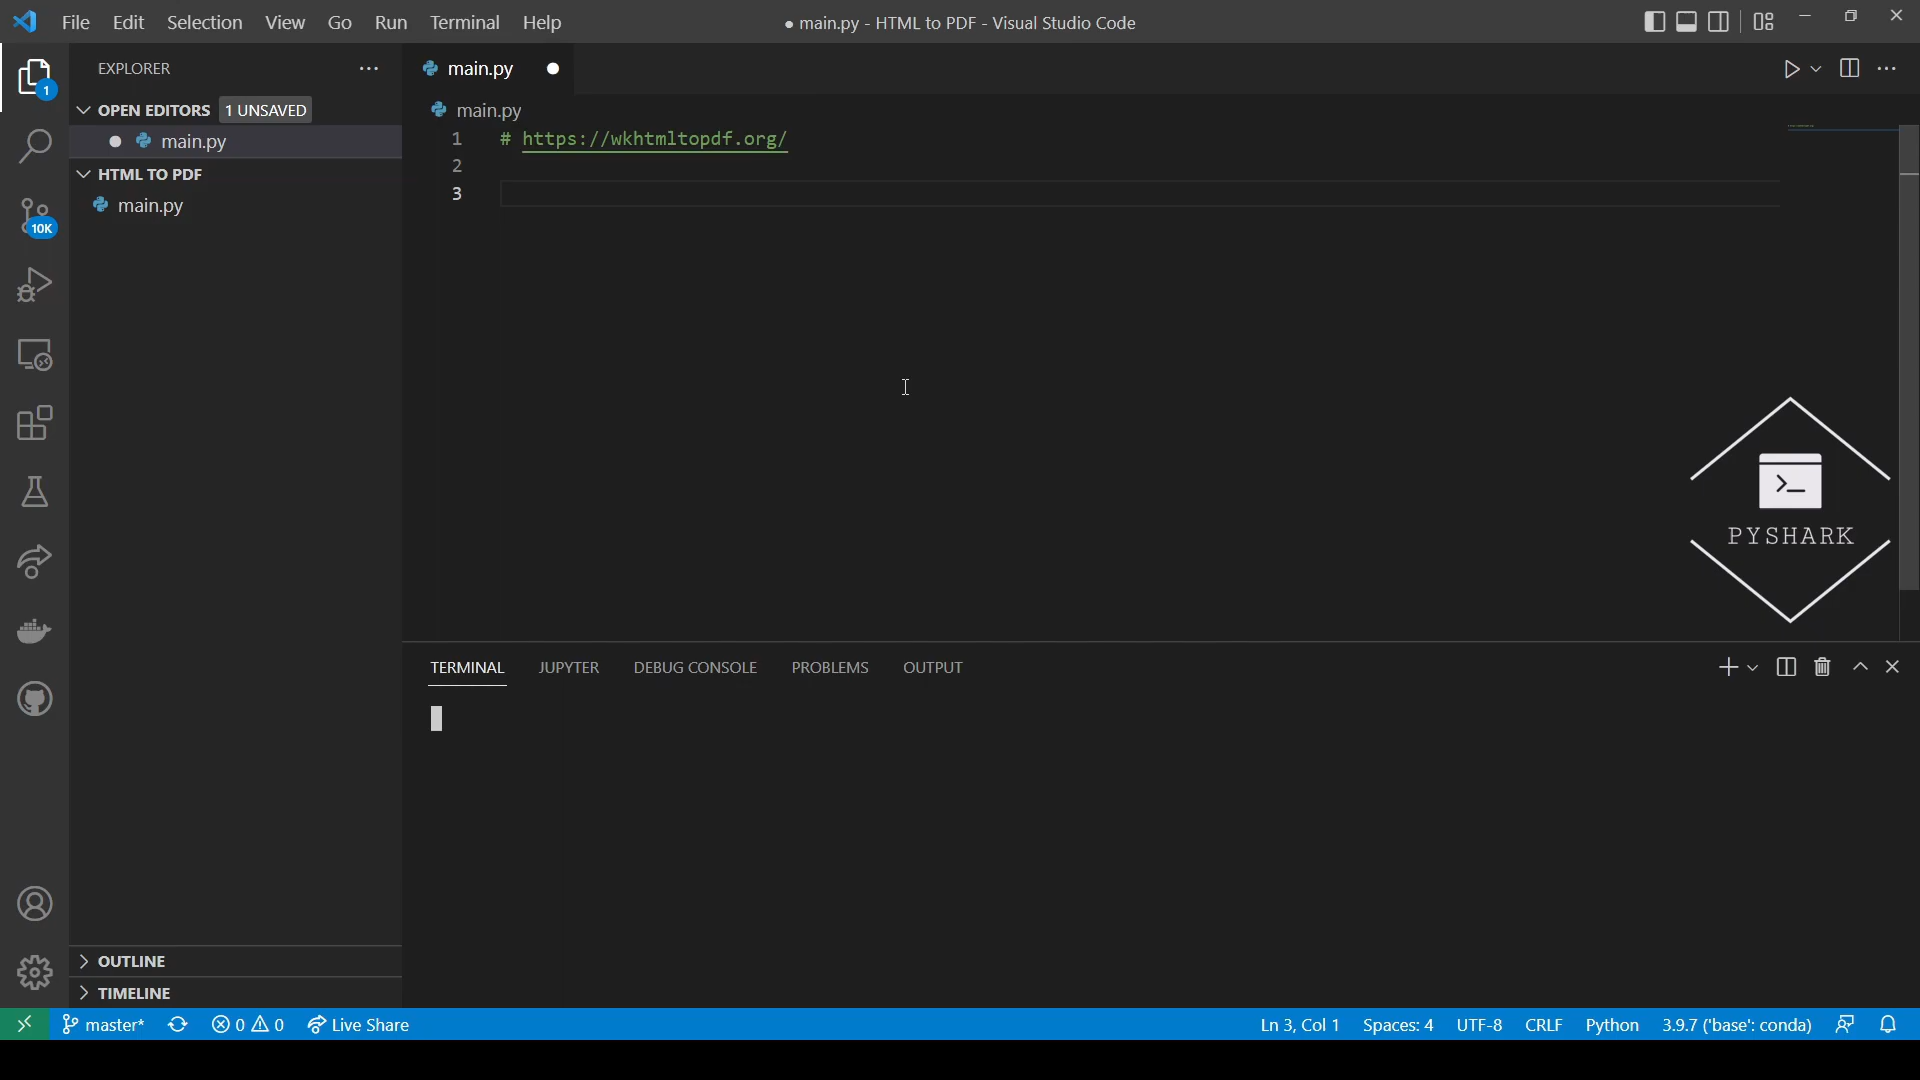 File Edit Selection View Go Run Terminal Help
● main.py - HTML to PDF - Visual Studio Code
EXPLORER
1
OPEN EDITORS 1 UNSAVED
main.py
HTML TO PDF
main.py
10K
main.py
main.py
1 # https://wkhtmltopdf.org/
2
3
PYSHARK
TERMINAL JUPYTER DEBUG CONSOLE PROBLEMS OUTPUT
OUTLINE
TIMELINE
master* 0 0 Live Share
Ln 3, Col 1 Spaces: 4 UTF-8 CRLF Python 3.9.7 ('base': conda)